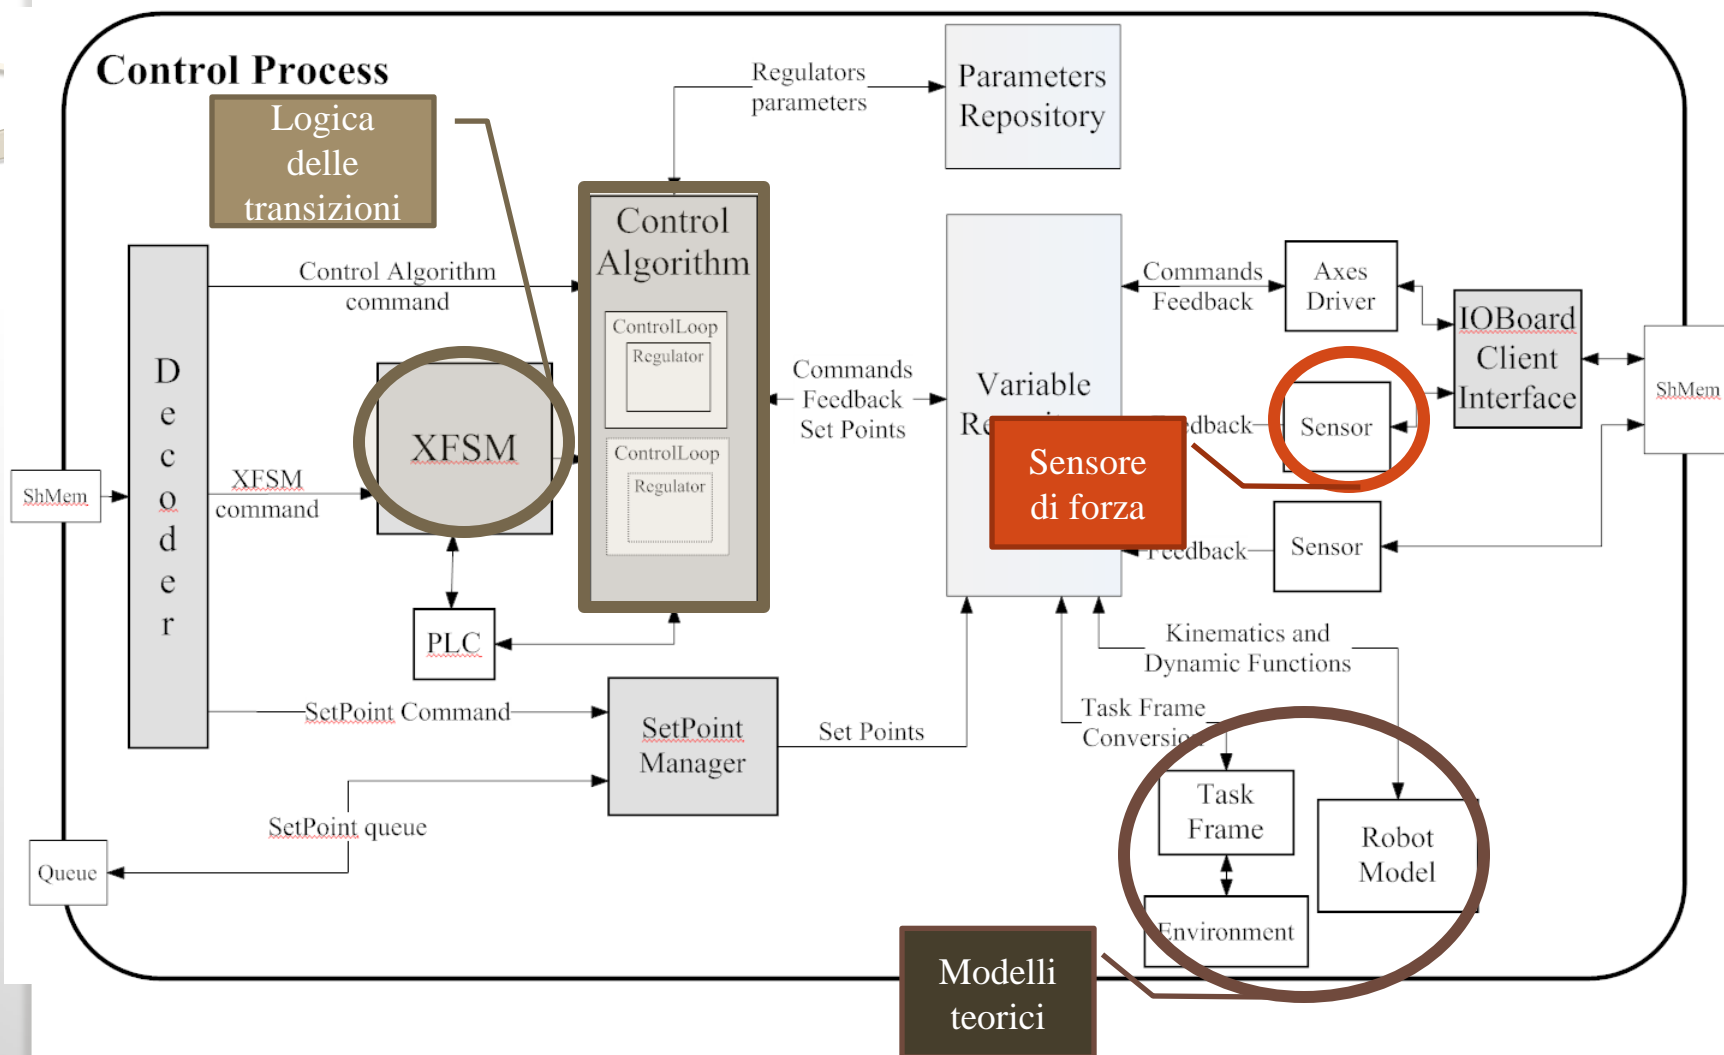 Control Process
Logica
delle
transizioni
Regulators
parameters
Parameters
Repository
Control
Algorithm
Control Algorithm
command
ControlLoop
Regulator
ControlLoop
Regulator
D
e
c
o
d
e
r
XFSM
XFSM
command
ShMem
PLC
Commands
Feedback
Set Points
Variable
Commands
Feedback
Axes
Driver
IOBoard
Client
Interface
ShMem
Sensor
Sensore
di forza
Feedback
Sensor
Kinematics and
Dynamic Functions
Task Frame
Conversion
SetPoint Command
SetPoint
Manager
Set Points
SetPoint queue
Queue
Task
Frame
Robot
Model
Environment
Modelli
teorici